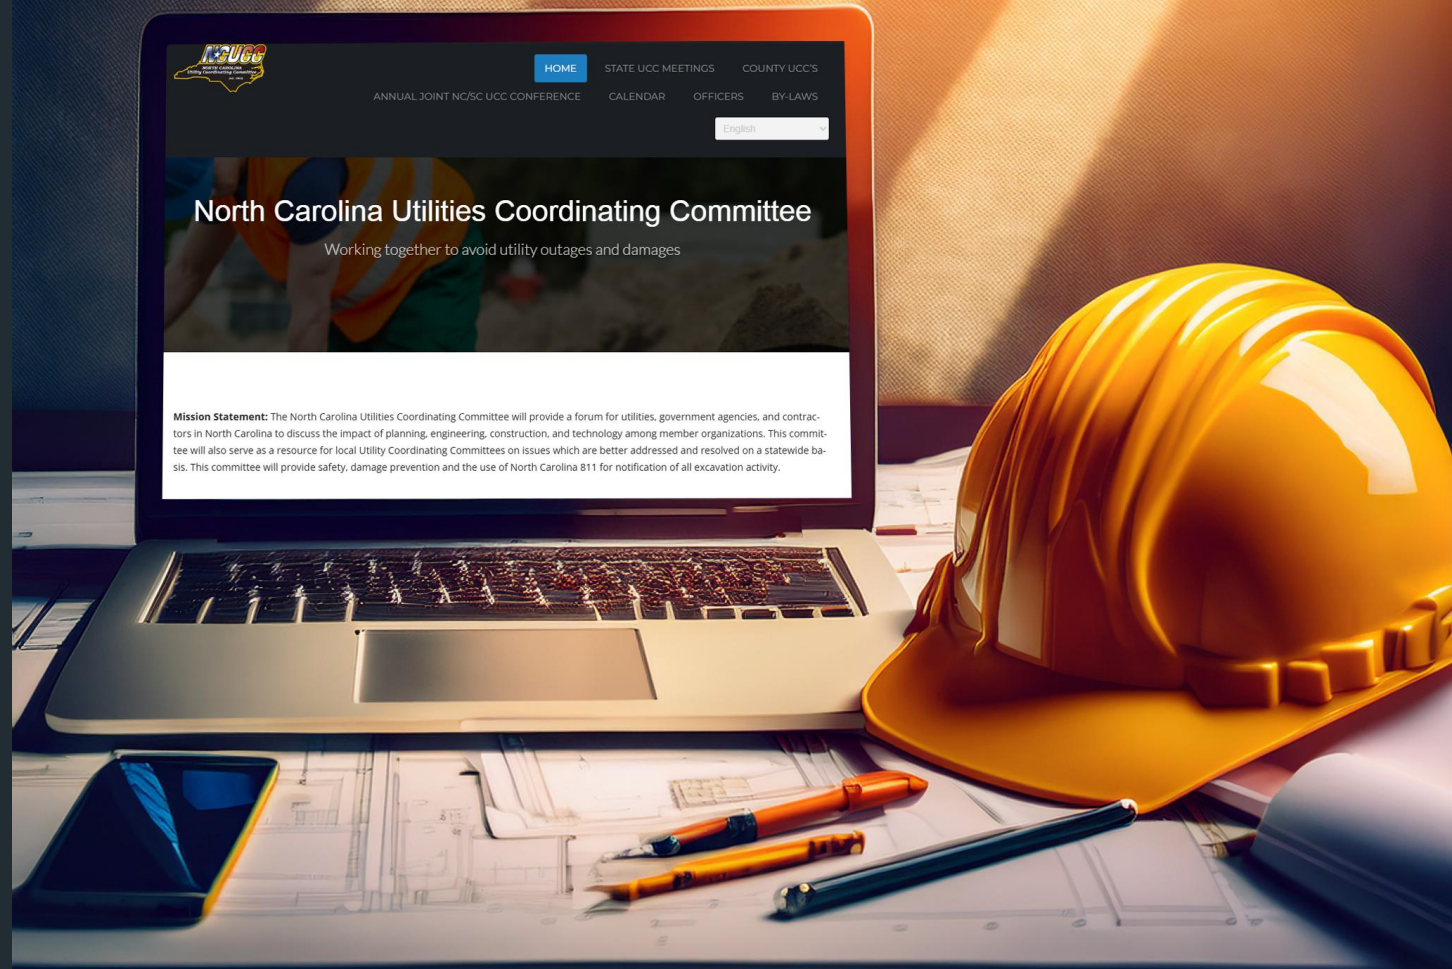 NCUCC
NORTH CAROLINA
Utility Coordinating Committee
HOME STATE UCC MEETINGS COUNTY UCC'S
ANNUAL JOINT NC/SC UCC CONFERENCE CALENDAR OFFICERS BY-LAWS
English
North Carolina Utilities Coordinating Committee
Working together to avoid utility outages and damages
Mission Statement: The North Carolina Utilities Coordinating Committee will provide a forum for utilities, government agencies, and contrac-
tors in North Carolina to discuss the impact of planning, engineering, construction, and technology among member organizations. This commit-
tee will also serve as a resource for local Utility Coordinating Committees on issues which are better addressed and resolved on a statewide ba-
sis. This committee will provide safety, damage prevention and the use of North Carolina 811 for notification of all excavation activity.